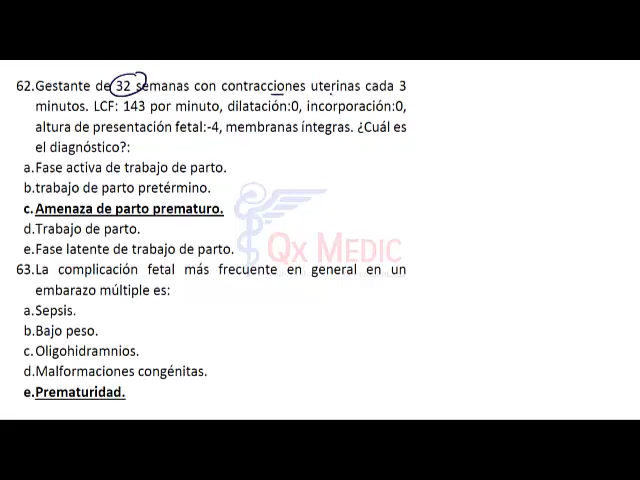 62.Gestante de 32 semanas con contracciones uterinas cada 3
minutos. LCF: 143 por minuto, dilatación:0, incorporación:0,
altura de presentación fetal:-4, membranas íntegras. ¿Cuál es
el diagnóstico?:
a.Fase activa de trabajo de parto.
b.trabajo de parto pretérmino.
c.Amenaza de parto prematuro.
d.Trabajo de parto.
e.Fase latente de trabajo de parto.
QX MEDIC
63.La complicación fetal más frecuente en general en un
embarazo múltiple es:
a.Sepsis.
b.Bajo peso.
c.Oligohidramnios.
d.Malformaciones congénitas.
e.Prematuridad.